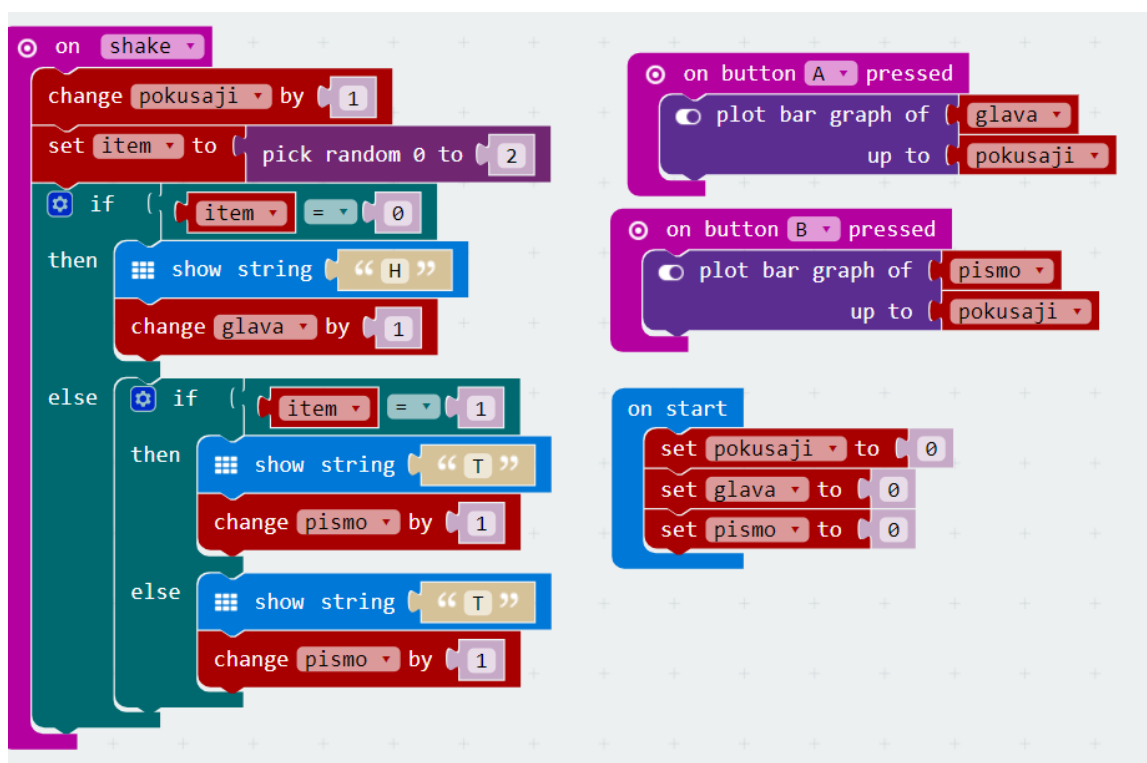 on shake
change pokusaji by 1
set item to pick random 0 to 2
if item = 0
then show string “ H ”
change glava by 1
else if item = 1
then show string “ T ”
change pismo by 1
else show string “ T ”
change pismo by 1
on button A pressed
plot bar graph of glava
up to pokusaji
on button B pressed
plot bar graph of pismo
up to pokusaji
on start
set pokusaji to 0
set glava to 0
set pismo to 0